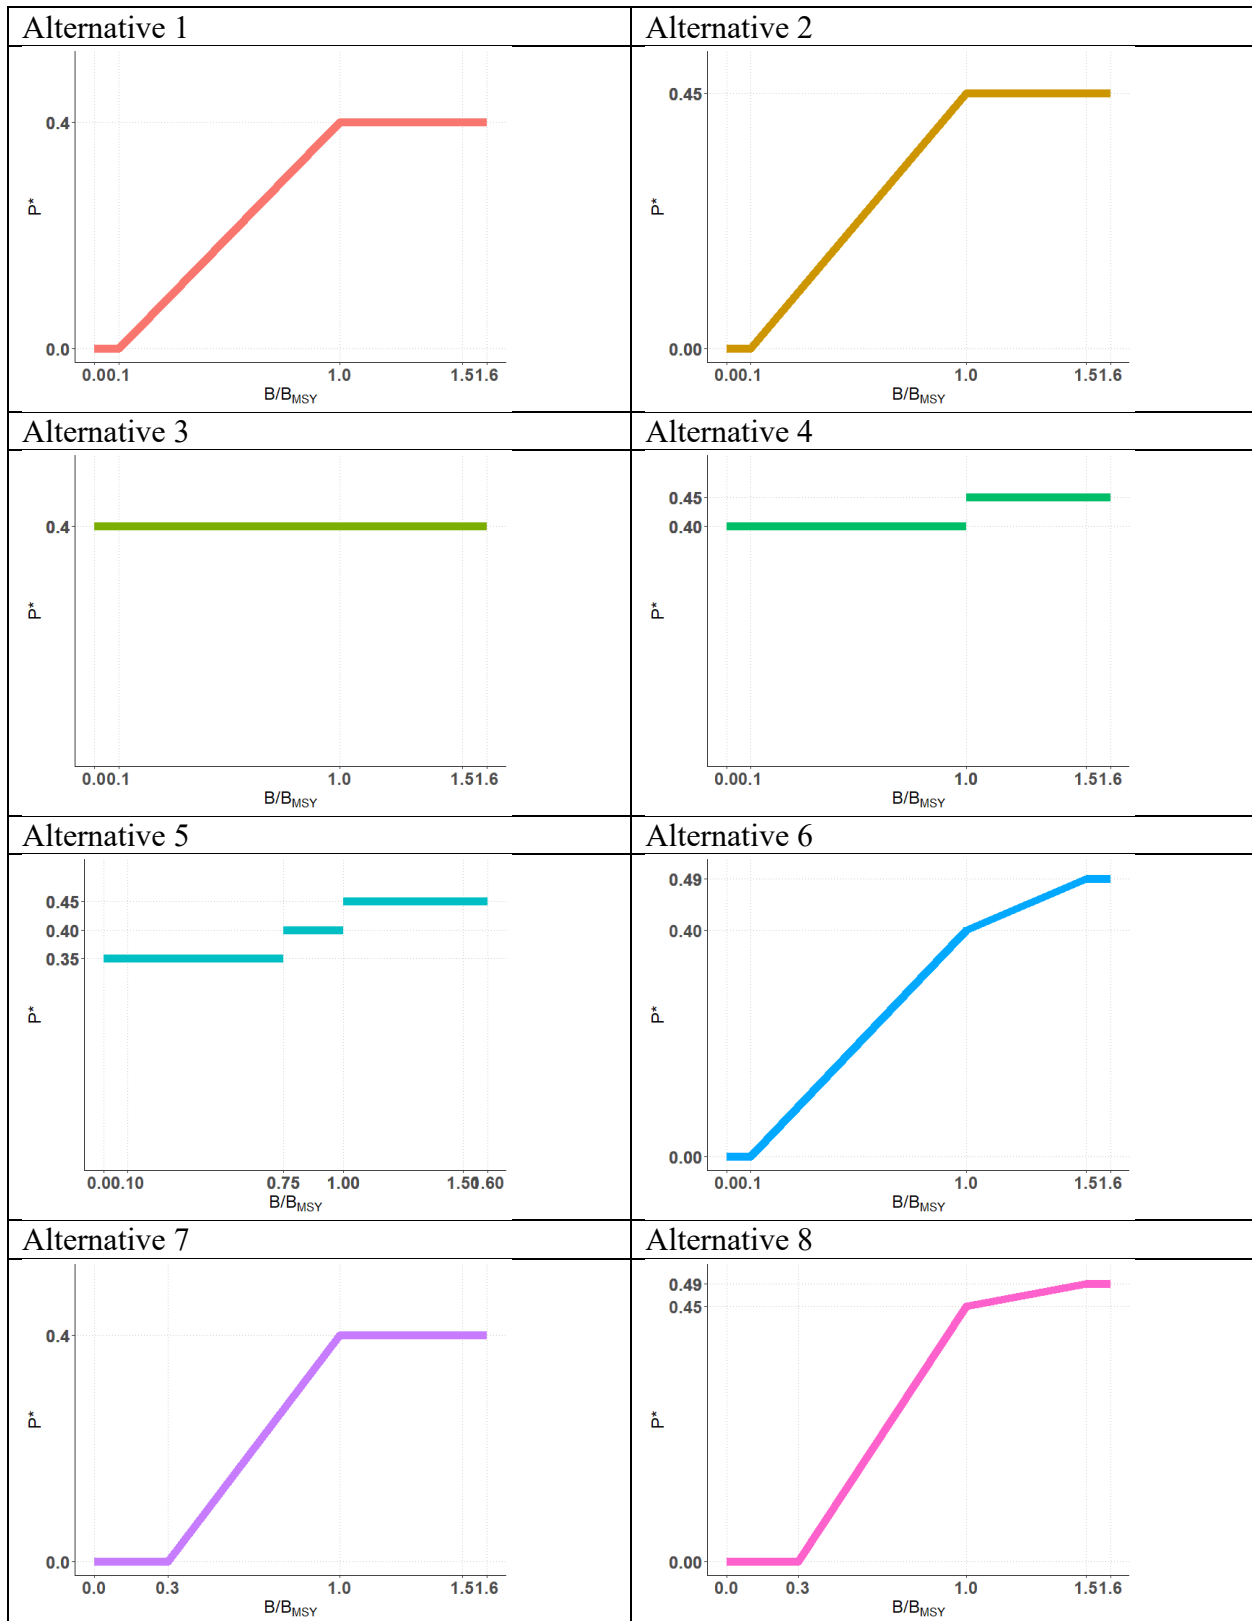 Alternative 1
0.4
P*
0.0
0.00.1 1.0 1.51.6
B/BMSY
Alternative 2
0.45
P*
0.00
0.00.1 1.0 1.51.6
B/BMSY
Alternative 3
0.4
P*
0.00.1 1.0 1.51.6
B/BMSY
Alternative 4
0.45
0.40
P*
0.00.1 1.0 1.51.6
B/BMSY
Alternative 5
0.45
0.40
0.35
P*
0.00.10 0.75 1.00 1.50.60
B/BMSY
Alternative 6
0.49
0.40
P*
0.00
0.00.1 1.0 1.51.6
B/BMSY
Alternative 7
0.4
P*
0.0
0.0 0.3 1.0 1.51.6
B/BMSY
Alternative 8
0.49
0.45
P*
0.00
0.0 0.3 1.0 1.51.6
B/BMSY